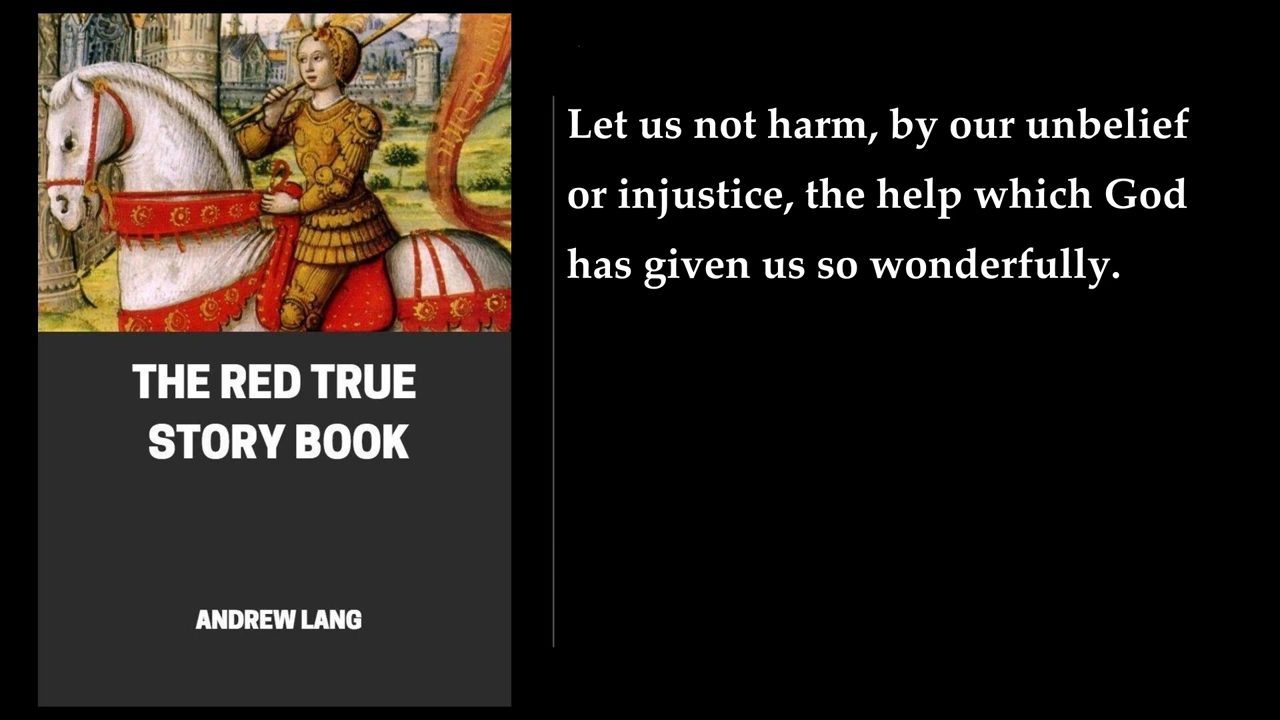 THE RED TRUE
STORY BOOK
ANDREW LANG
Let us not harm, by our unbelief
or injustice, the help which God
has given us so wonderfully.